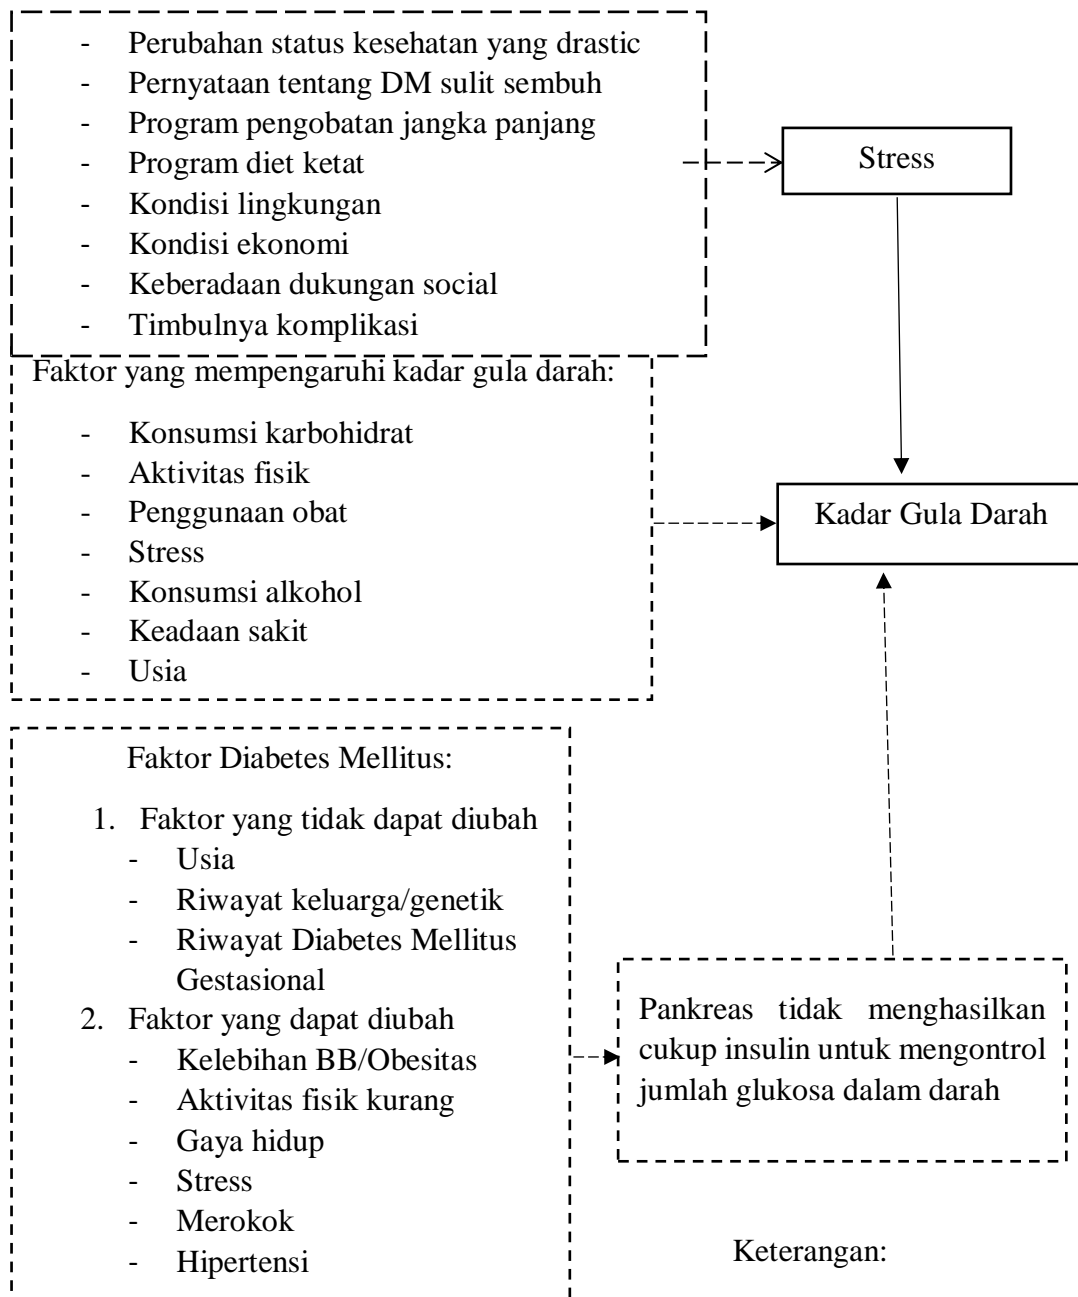 - Perubahan status kesehatan yang drastic
- Pernyataan tentang DM sulit sembuh
- Program pengobatan jangka panjang
- Program diet ketat
- Kondisi lingkungan
- Kondisi ekonomi
- Keberadaan dukungan social
- Timbulnya komplikasi
Stress
Faktor yang mempengaruhi kadar gula darah:
- Konsumsi karbohidrat
- Aktivitas fisik
- Penggunaan obat
- Stress
- Konsumsi alkohol
- Keadaan sakit
- Usia
Kadar Gula Darah
Faktor Diabetes Mellitus:
1. Faktor yang tidak dapat diubah
- Usia
- Riwayat keluarga/genetik
- Riwayat Diabetes Mellitus
Gestasional
2. Faktor yang dapat diubah
- Kelebihan BB/Obesitas
- Aktivitas fisik kurang
- Gaya hidup
- Stress
- Merokok
- Hipertensi
Pankreas tidak menghasilkan
cukup insulin untuk mengontrol
jumlah glukosa dalam darah
Keterangan: